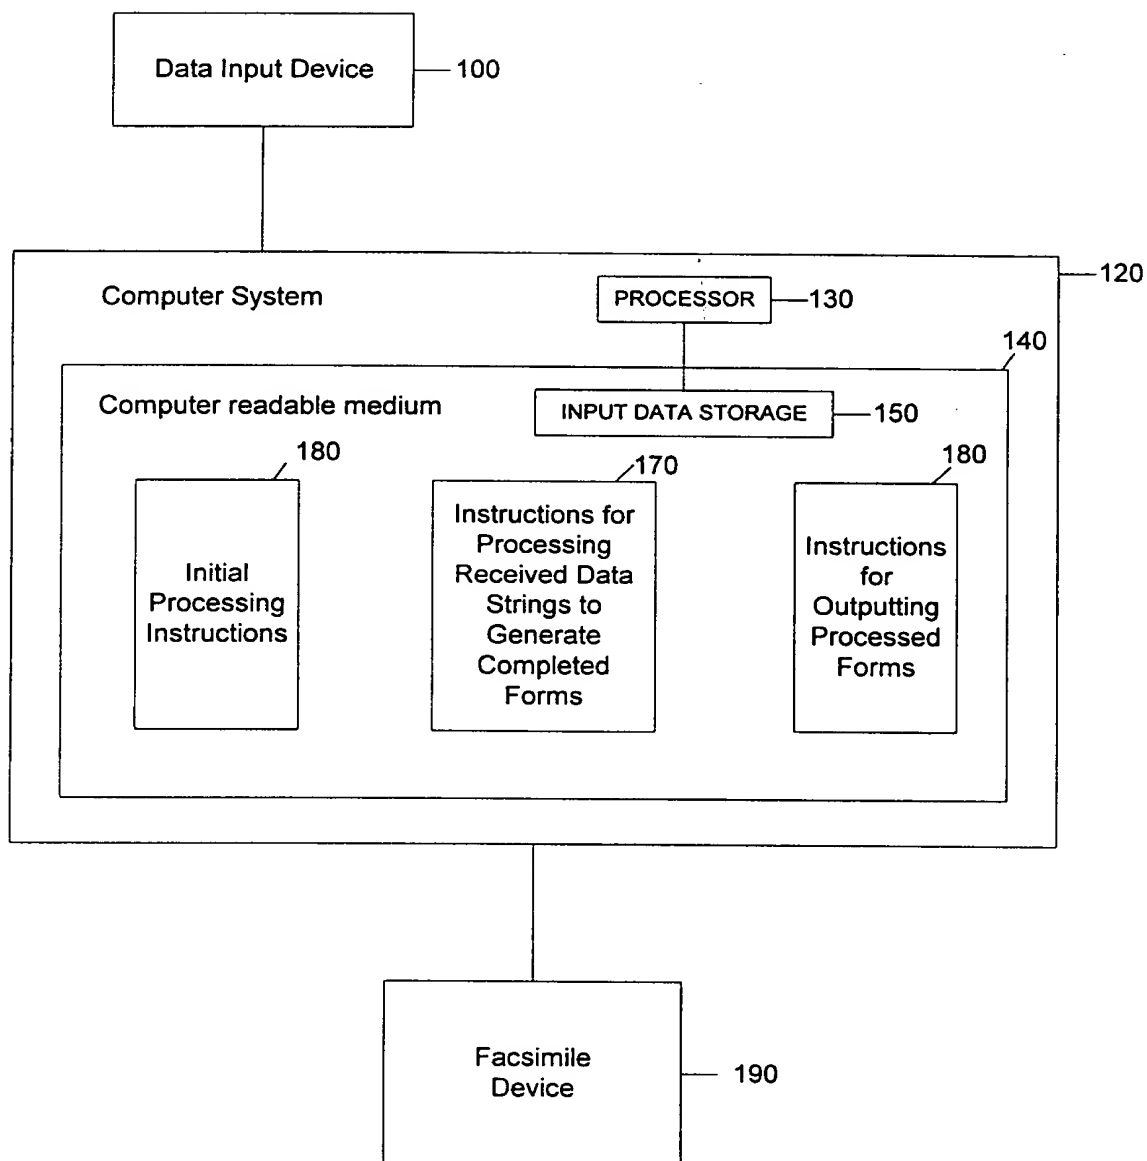 Data Input Device
100
120
Computer System
PROCESSOR
130
140
Computer readable medium
INPUT DATA STORAGE
150
180
170
180
Initial
Processing
Instructions
Instructions for
Processing
Received Data
Strings to
Generate
Completed
Forms
Instructions
for
Outputting
Processed
Forms
Facsimile
Device
190